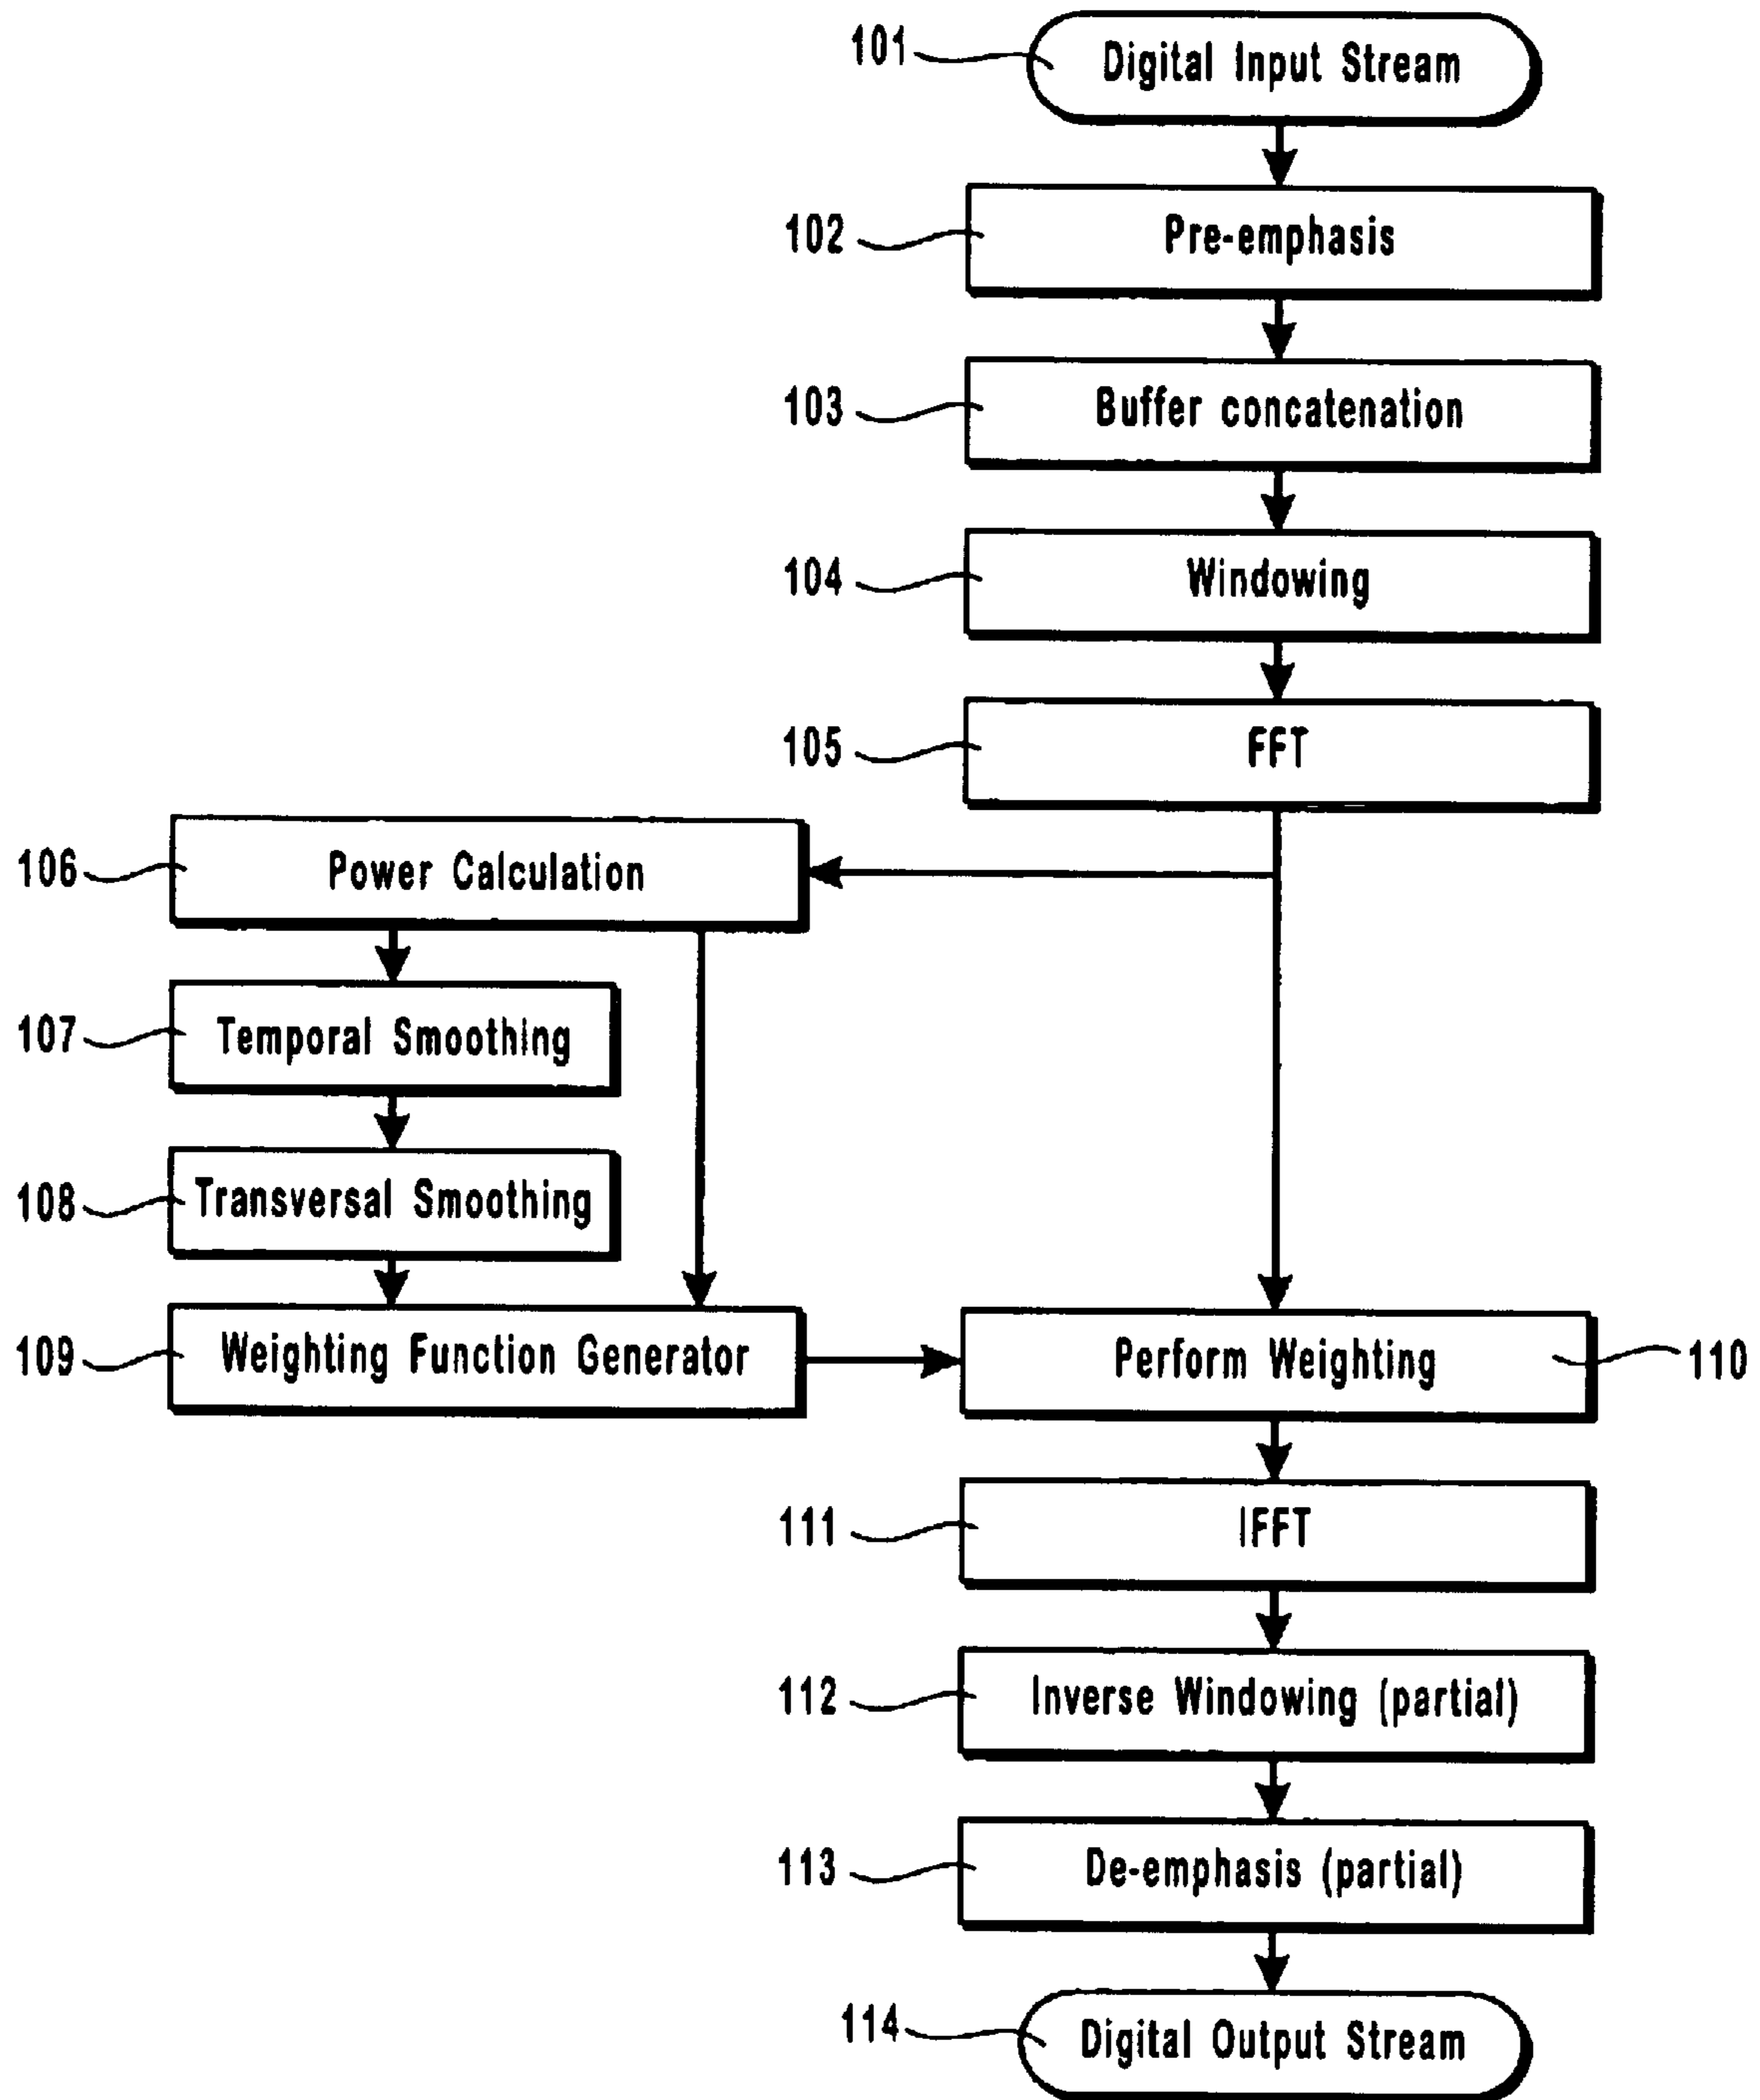 101 Digital Input Stream
102 Pre-emphasis
103 Buffer concatenation
104 Windowing
105 FFT
106 Power Calculation
107 Temporal Smoothing
108 Transversal Smoothing
109 Weighting Function Generator
Perform Weighting 110
111 IFFT
112 Inverse Windowing (partial)
113 De-emphasis (partial)
114 Digital Output Stream